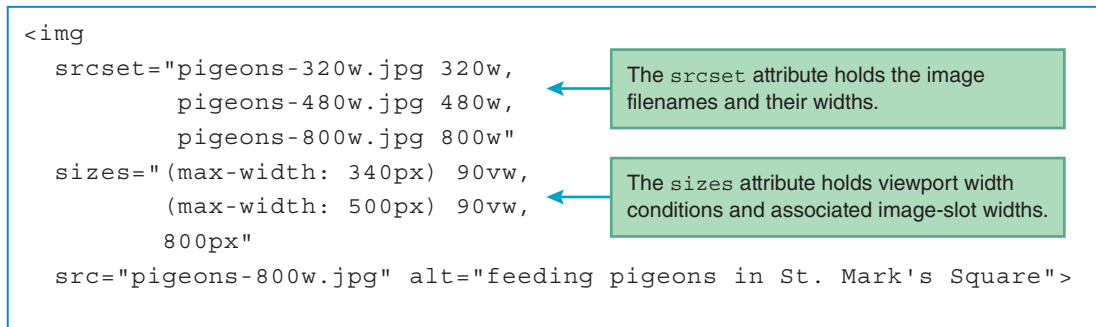 <img
srcset="pigeons-320w.jpg 320w,
pigeons-480w.jpg 480w,
pigeons-800w.jpg 800w"
The srcset attribute holds the image
filenames and their widths.
sizes="(max-width: 340px) 90vw,
(max-width: 500px) 90vw,
800px"
The sizes attribute holds viewport width
conditions and associated image-slot widths.
src="pigeons-800w.jpg" alt="feeding pigeons in St. Mark's Square">